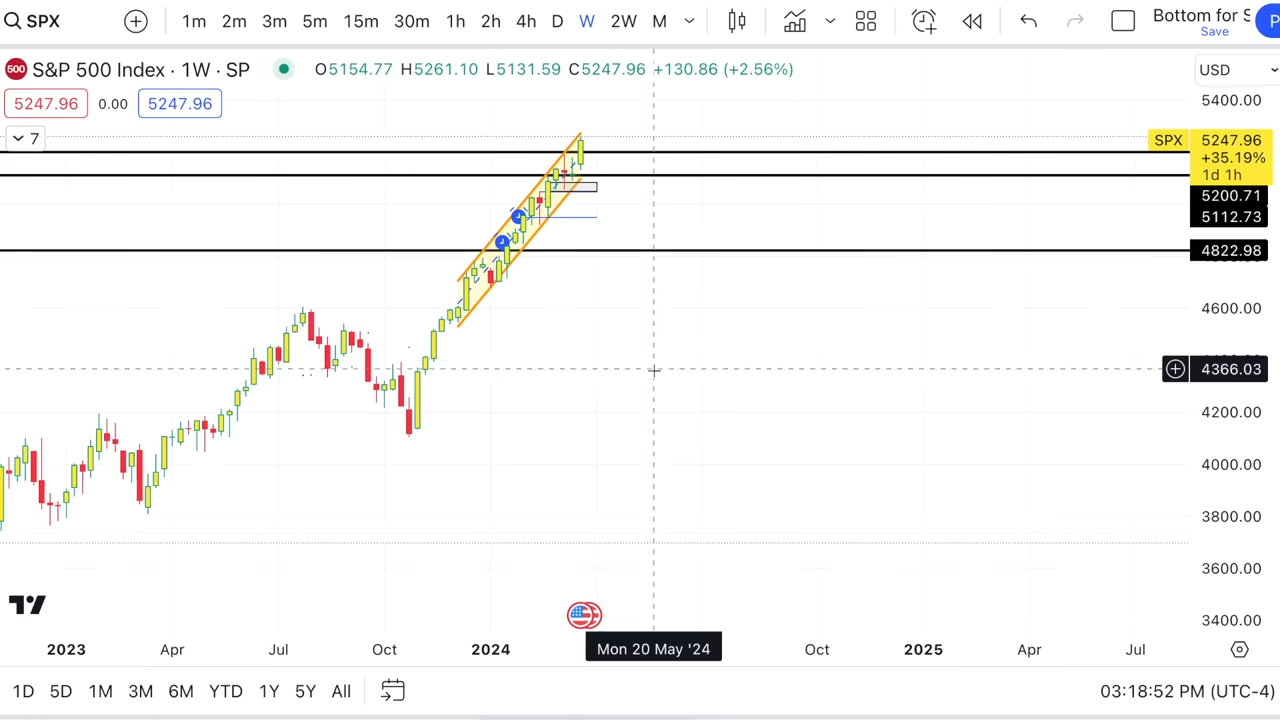 SPX 1m 2m 3m 5m 15m 30m 1h 2h 4h D W 2W M Bottom for S P
Save
500 S&P 500 Index · 1W · SP O5154.77 H5261.10 L5131.59 C5247.96 +130.86 (+2.56%) USD
5247.96 0.00 5247.96
5400.00
7
SPX 5247.96
+35.19%
1d 1h
5200.71
5112.73
4822.98
4600.00
4366.03
4200.00
4000.00
3800.00
3600.00
3400.00
2023 Apr Jul Oct 2024 Mon 20 May '24 Oct 2025 Apr Jul
1D 5D 1M 3M 6M YTD 1Y 5Y All 03:18:52 PM (UTC-4)